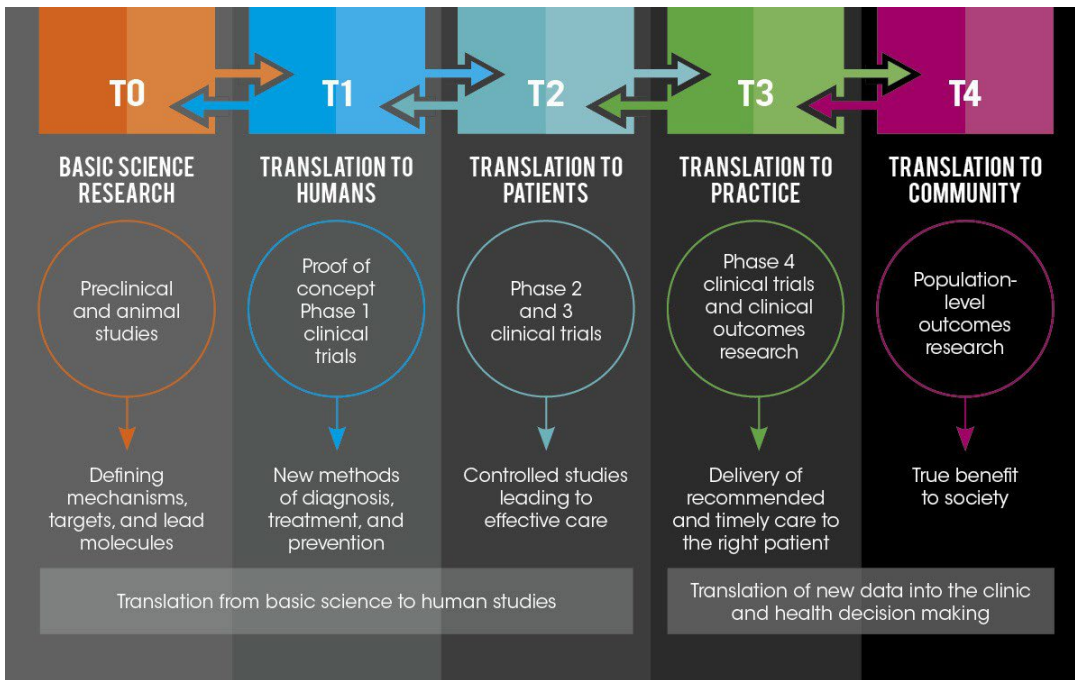 T0
T1
T2
T3
T4
BASIC SCIENCE
RESEARCH
TRANSLATION TO
HUMANS
TRANSLATION TO
PATIENTS
TRANSLATION TO
PRACTICE
TRANSLATION TO
COMMUNITY
Preclinical
and animal
studies
Proof of
concept
Phase 1
clinical
trials
Phase 2
and 3
clinical trials
Phase 4
clinical trials
and clinical
outcomes
research
Population-
level
outcomes
research
Defining
mechanisms,
targets, and lead
molecules
New methods
of diagnosis,
treatment, and
prevention
Controlled studies
leading to
effective care
Delivery of
recommended
and timely care to
the right patient
True benefit
to society
Translation from basic science to human studies
Translation of new data into the clinic
and health decision making